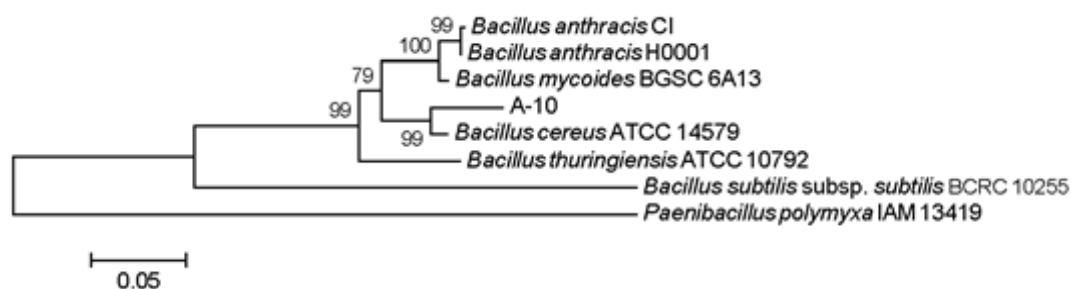 99
Bacillus anthracis CI
100
Bacillus anthracis H0001
79
Bacillus mycoides BGSC 6A13
99
A-10
99
Bacillus cereus ATCC 14579
Bacillus thuringiensis ATCC 10792
Bacillus subtilis subsp. subtilis BCRC 10255
Paenibacillus polymyxa IAM 13419
0.05